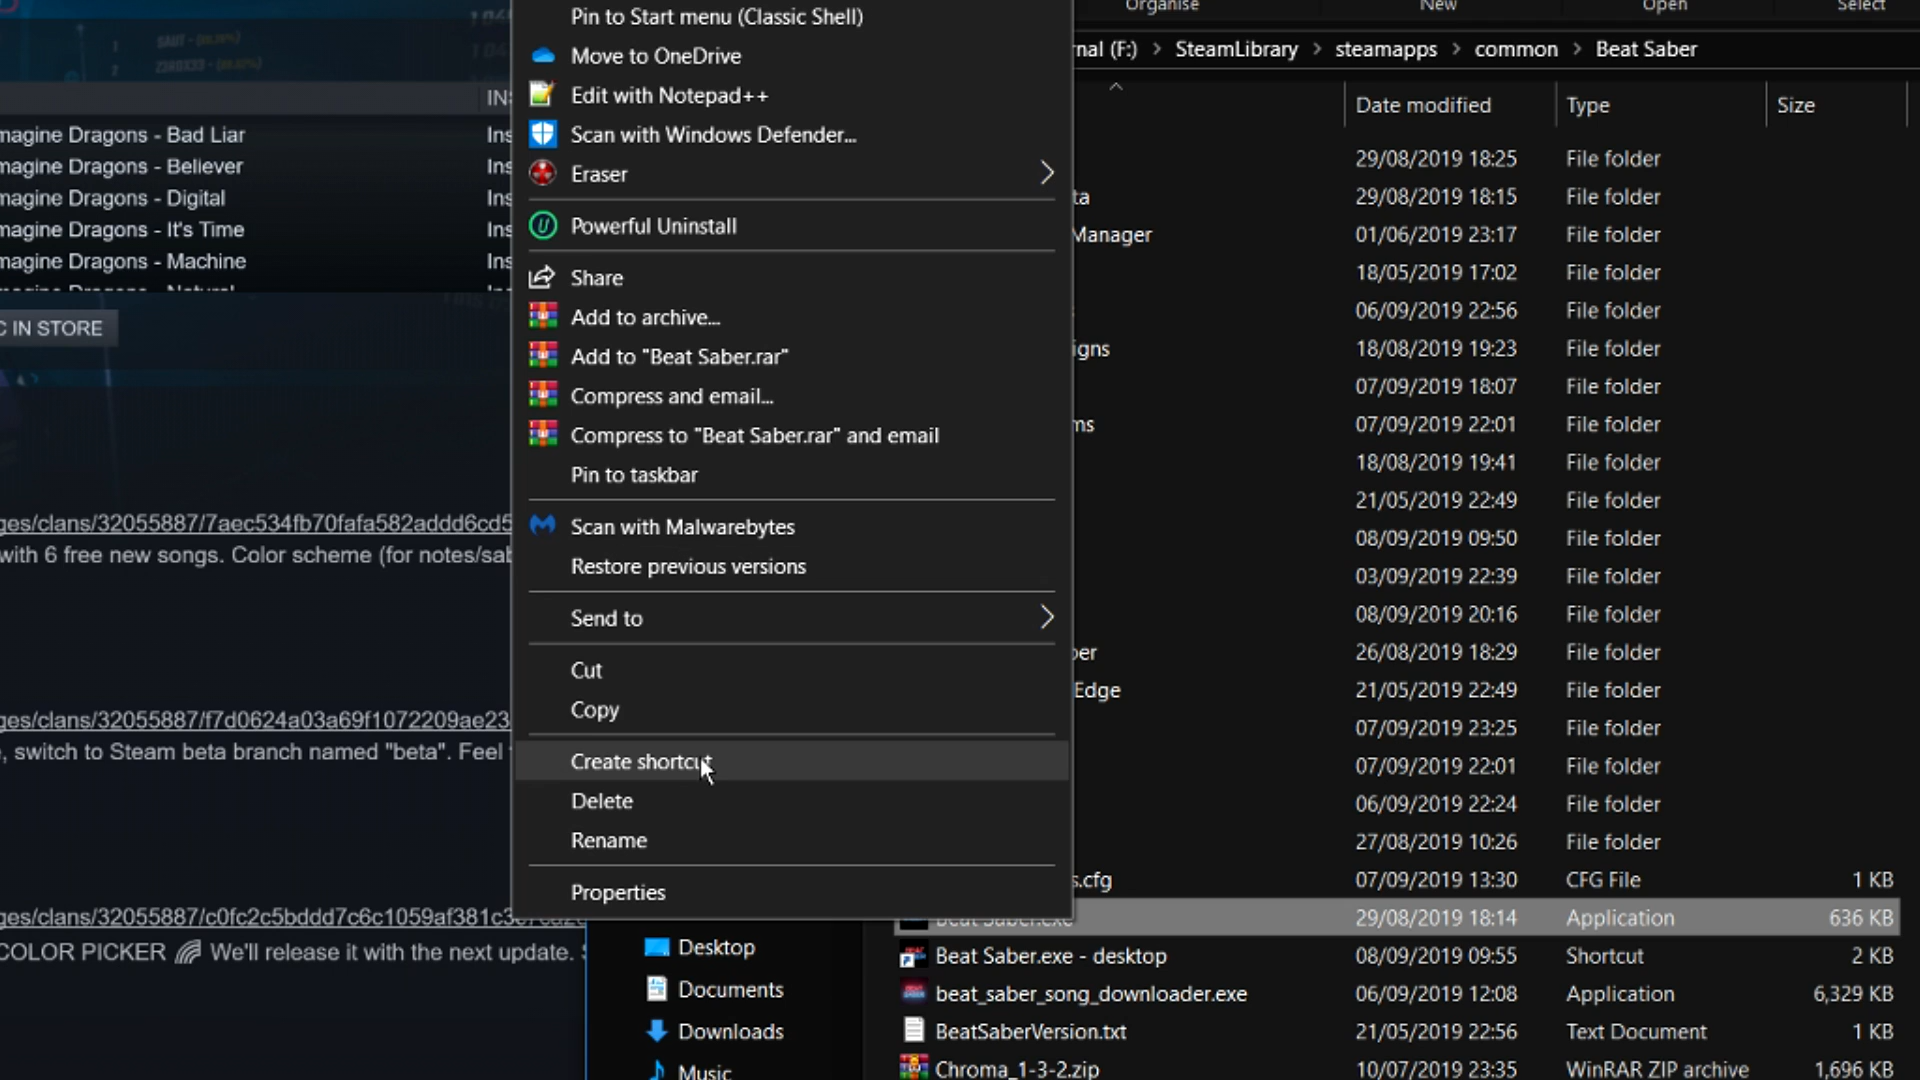 Organise
New
Open
Select
Pin to Start menu (Classic Shell)
Move to OneDrive
Edit with Notepad++
Scan with Windows Defender...
Eraser
Powerful Uninstall
Share
Add to archive...
Add to "Beat Saber.rar"
Compress and email...
Compress to "Beat Saber.rar" and email
Pin to taskbar
Scan with Malwarebytes
Restore previous versions
Send to
Cut
Copy
Create shortcut
Delete
Rename
Properties
magine Dragons - Bad Liar
magine Dragons - Believer
magine Dragons - Digital
magine Dragons - It's Time
magine Dragons - Machine
C IN STORE
ges/clans/32055887/7aec534fb70fafa582addd6cd5
with 6 free new songs. Color scheme (for notes/sab
ges/clans/32055887/f7d0624a03a69f1072209ae23
, switch to Steam beta branch named "beta". Feel
ges/clans/32055887/c0fc2c5bddd7c6c1059af381c3
COLOR PICKER 🌈 We'll release it with the next update.
rnal (F:) > SteamLibrary > steamapps > common > Beat Saber
Date modified Type Size
29/08/2019 18:25 File folder
ta 29/08/2019 18:15 File folder
Manager 01/06/2019 23:17 File folder
18/05/2019 17:02 File folder
06/09/2019 22:56 File folder
igns 18/08/2019 19:23 File folder
07/09/2019 18:07 File folder
ms 07/09/2019 22:01 File folder
18/08/2019 19:41 File folder
21/05/2019 22:49 File folder
08/09/2019 09:50 File folder
03/09/2019 22:39 File folder
08/09/2019 20:16 File folder
ber 26/08/2019 18:29 File folder
Edge 21/05/2019 22:49 File folder
07/09/2019 23:25 File folder
07/09/2019 22:01 File folder
06/09/2019 22:24 File folder
27/08/2019 10:26 File folder
s.cfg 07/09/2019 13:30 CFG File 1 KB
Beat Saber.exe 29/08/2019 18:14 Application 636 KB
Beat Saber.exe - desktop 08/09/2019 09:55 Shortcut 2 KB
beat_saber_song_downloader.exe 06/09/2019 12:08 Application 6,329 KB
BeatSaberVersion.txt 21/05/2019 22:56 Text Document 1 KB
Chroma_1-3-2.zip 10/07/2019 23:35 WinRAR ZIP archive 1,696 KB
Desktop
Documents
Downloads
Music